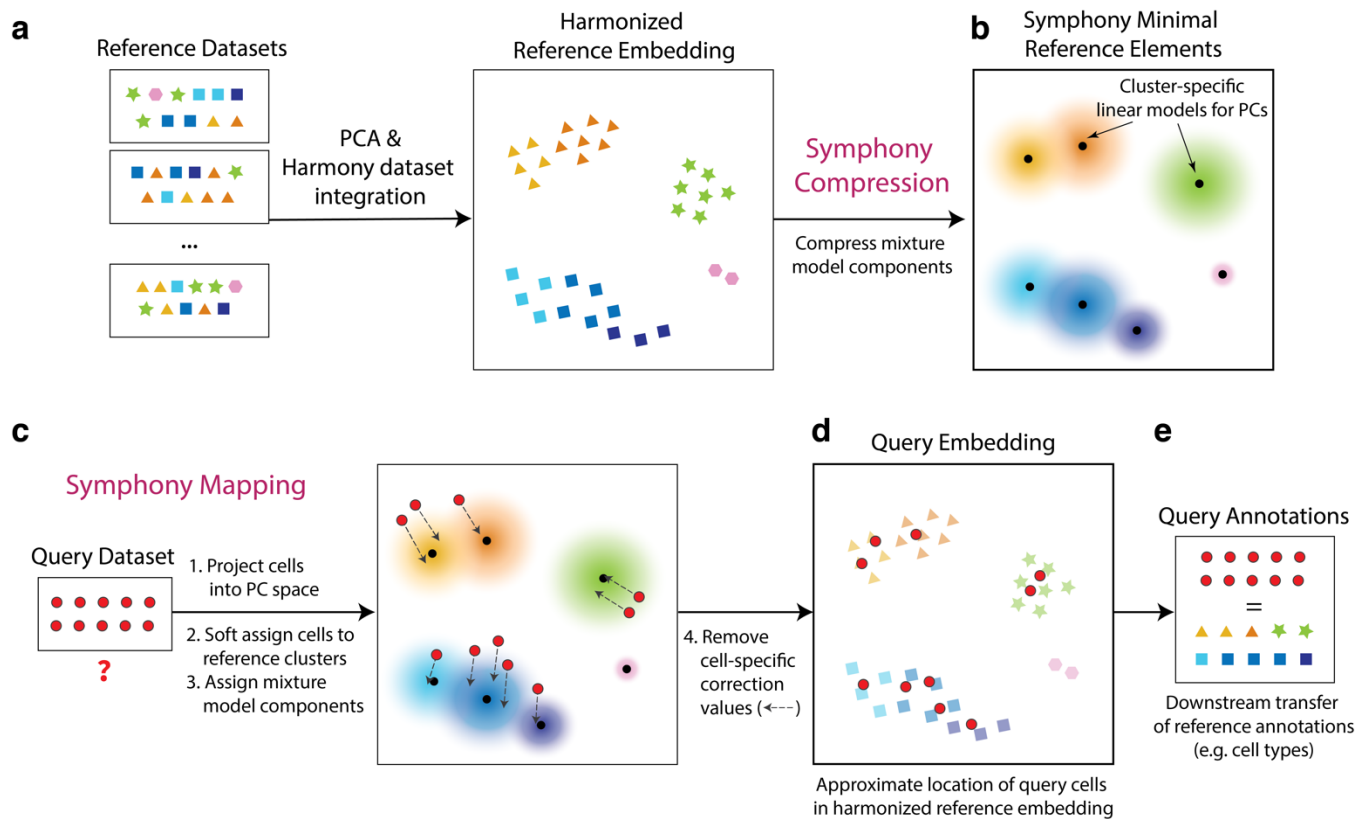 a
Reference Datasets
...
PCA &
Harmony dataset
integration
Harmonized
Reference Embedding
Symphony
Compression
Compress mixture
model components
b
Symphony Minimal
Reference Elements
Cluster-specific
linear models for PCs
c
Symphony Mapping
Query Dataset
?
1. Project cells
into PC space
2. Soft assign cells to
reference clusters
3. Assign mixture
model components
4. Remove
cell-specific
correction
values (←---)
d
Query Embedding
Approximate location of query cells
in harmonized reference embedding
e
Query Annotations
=
Downstream transfer
of reference annotations
(e.g. cell types)